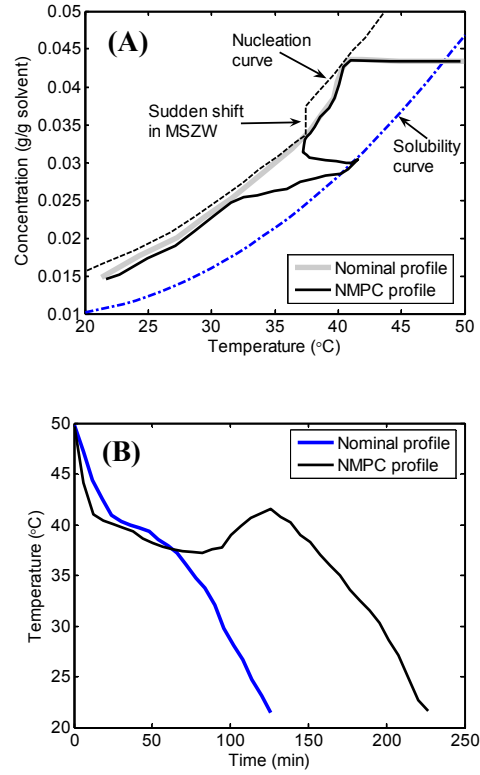 (A)
Nucleation
curve
Sudden shift
in MSZW
Solubility
curve
Nominal profile
NMPC profile
Concentration (g/g solvent)
0.05
0.045
0.04
0.035
0.03
0.025
0.02
0.015
0.01
20 25 30 35 40 45 50
Temperature (°C)
(B)
Nominal profile
NMPC profile
Temperature (°C)
50
45
40
35
30
25
20
0 50 100 150 200 250
Time (min)